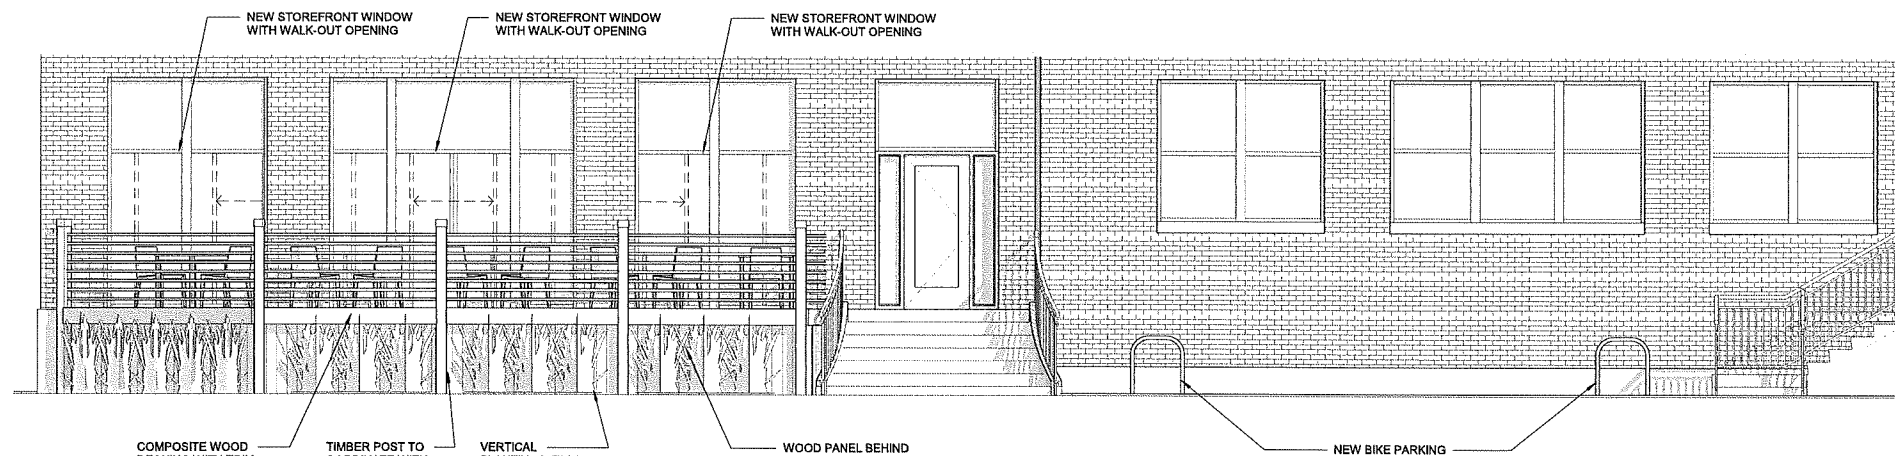 NEW STOREFRONT WINDOW
WITH WALK-OUT OPENING
NEW STOREFRONT WINDOW
WITH WALK-OUT OPENING
NEW STOREFRONT WINDOW
WITH WALK-OUT OPENING
COMPOSITE WOOD
TIMBER POST TO
VERTICAL
WOOD PANEL BEHIND
NEW BIKE PARKING